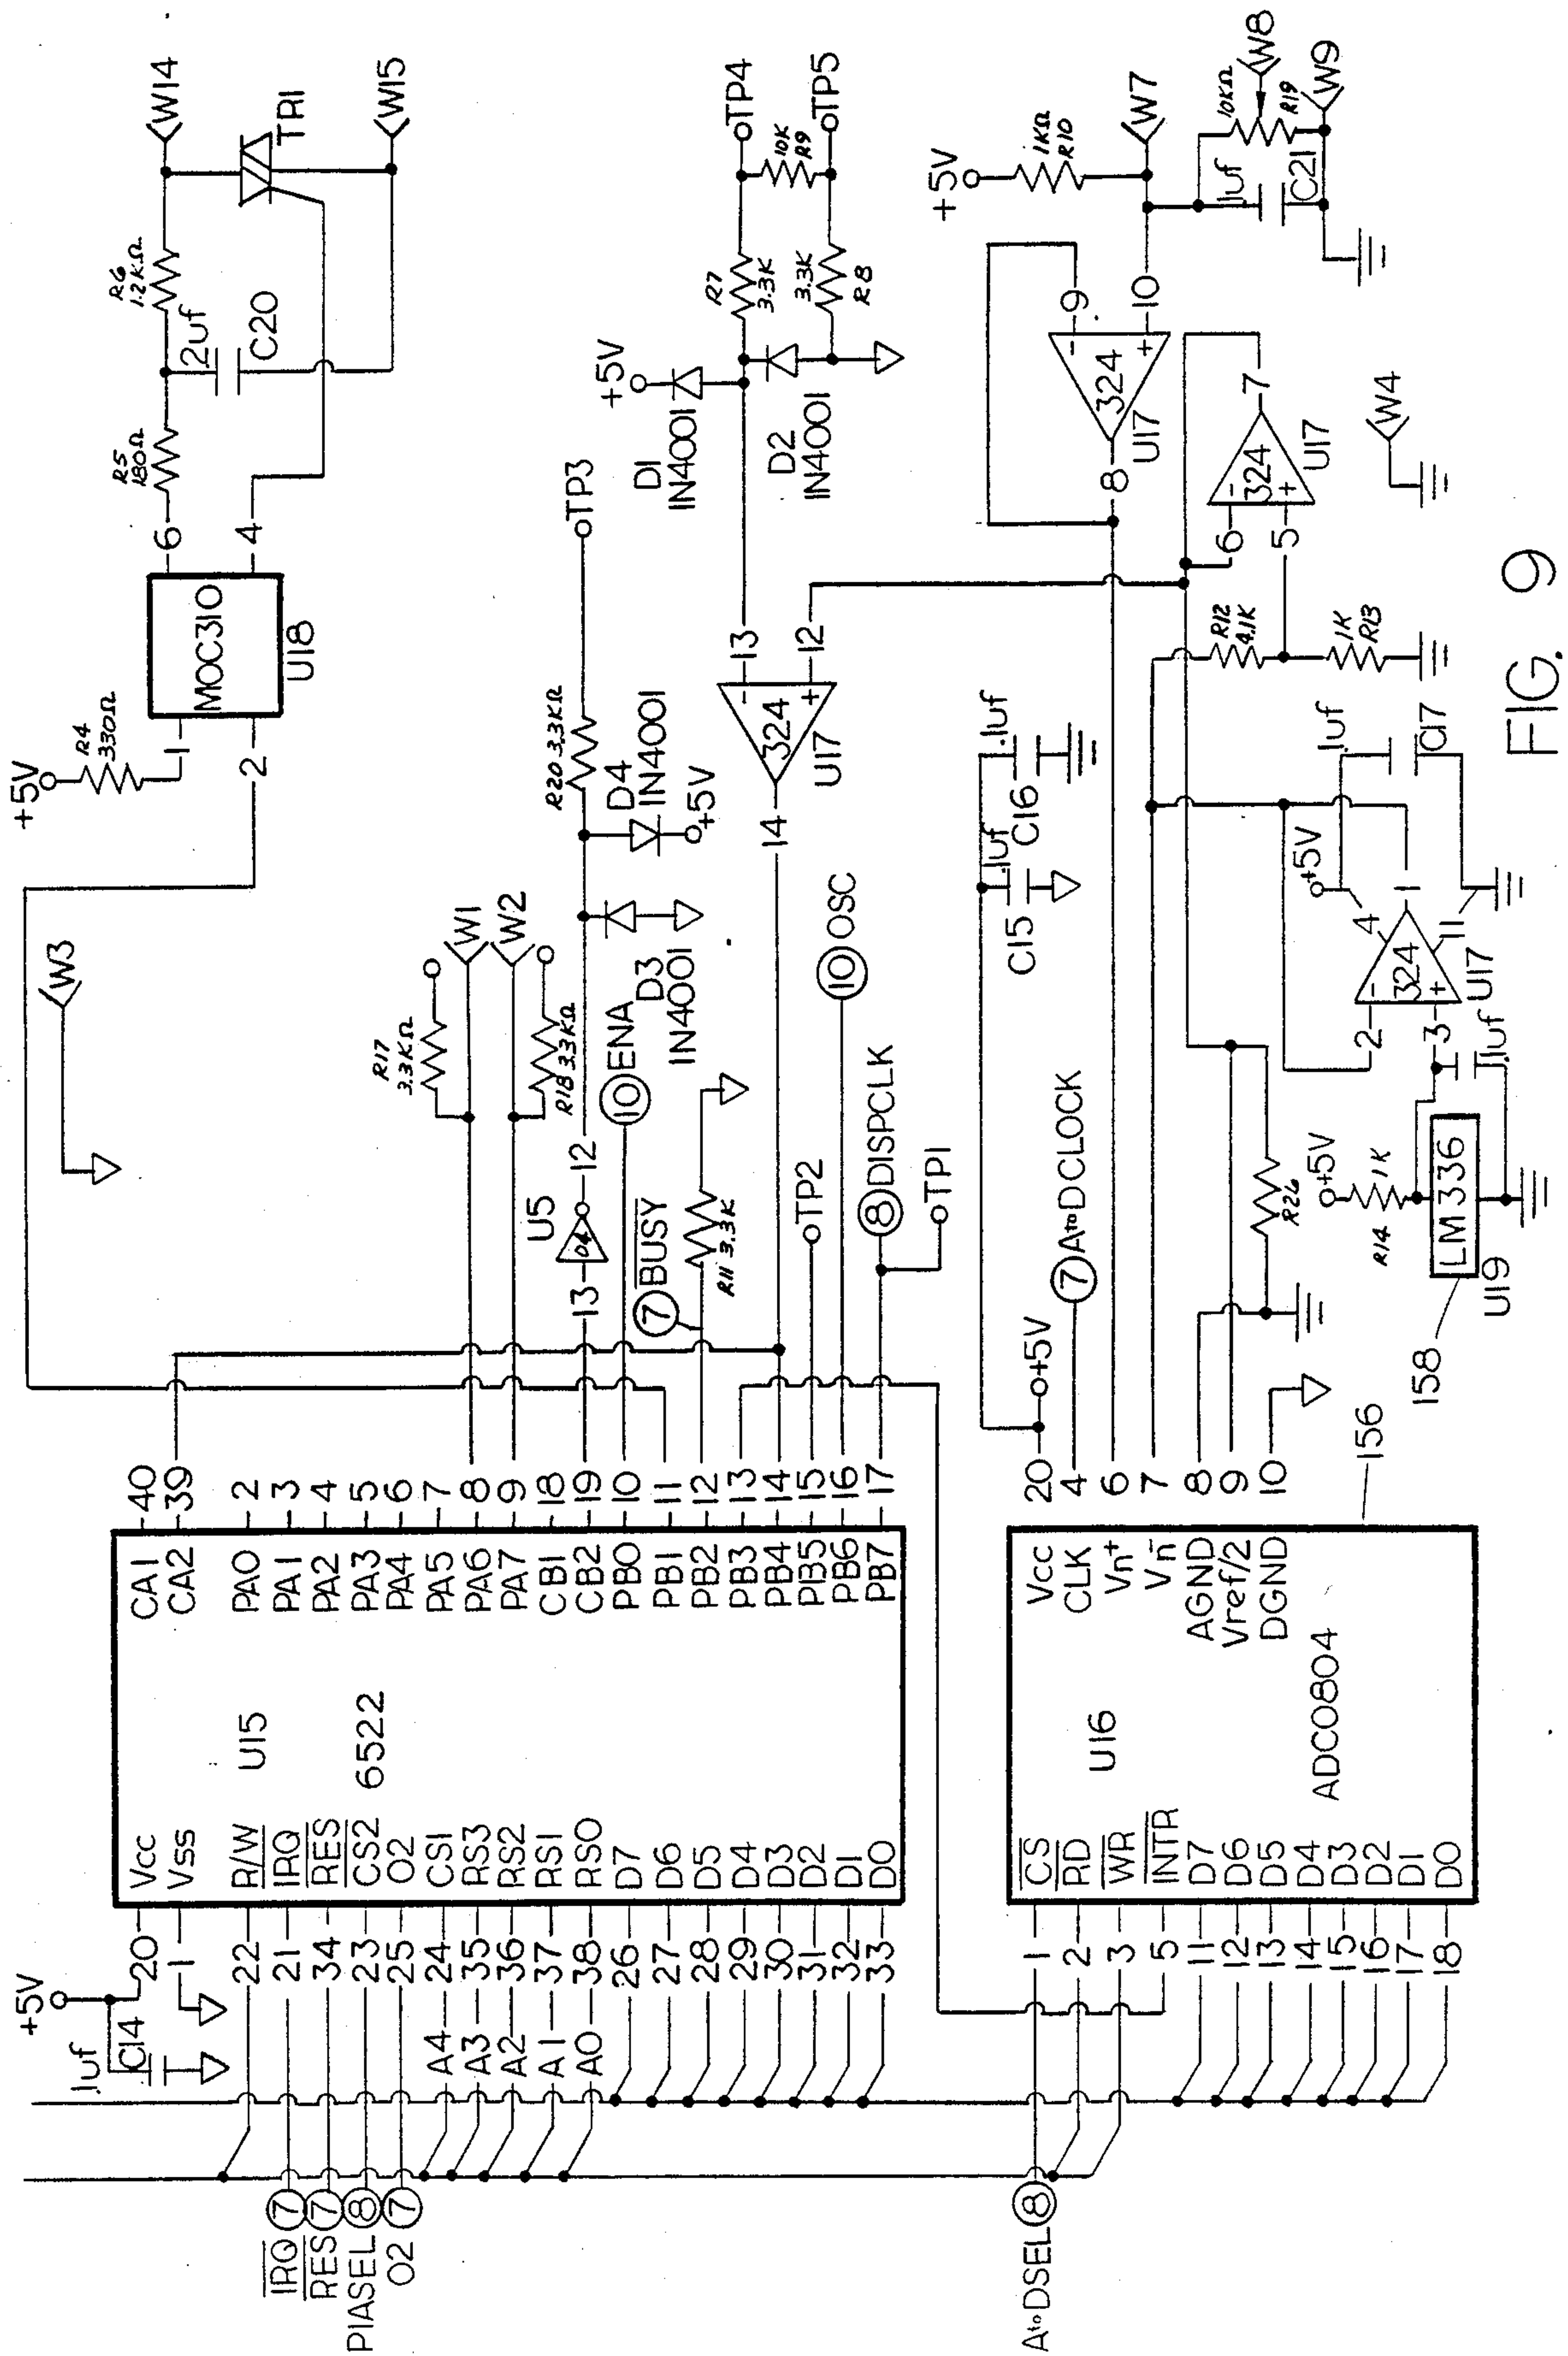 +5V
R4
330Ω
1
2
MOC310
U18
6
4
R5
180Ω
R6
1.2KΩ
.2uf
C20
TR1
W14
W15
W3
R17
3.3KΩ
W1
W2
R18 3.3KΩ
U5
13
04
12
R20 3.3KΩ
TP3
D4
IN4001
+5V
D3
IN4001
10 ENA
7 BUSY
R11 3.3K
+5V
D1
IN4001
D2
IN4001
R7
3.3K
3.3K
R8
10K
R9
TP4
TP5
13
12
324
U17
14
TP2
10 OSC
8 DISPCLK
TP1
+5V
.1uf
C14
20
1
22
21
34
23
25
A4 24
A3 35
A2 36
A1 37
A0 38
26
27
28
29
30
31
32
33
IRQ 7
RES 7
PIASEL 8
O2 7
Vcc
Vss
R/W
IRQ
RES
CS2
O2
CS1
RS3
RS2
RS1
RSO
D7
D6
D5
D4
D3
D2
D1
D0
U15
6522
CA1 40
CA2 39
PA0 2
PA1 3
PA2 4
PA3 5
PA4 6
PA5 7
PA6 8
PA7 9
CB1 18
CB2 19
PB0 10
PB1 11
PB2 12
PB3 13
PB4 14
PB5 15
PB6 16
PB7 17
AtoDSEL 8
1 CS
2 RD
3 WR
5 INTR
11 D7
12 D6
13 D5
14 D4
15 D3
16 D2
17 D1
18 D0
U16
ADC0804
Vcc 20
CLK 4
Vn+ 6
Vn- 7
AGND 8
Vref/2 9
DGND 10
156
+5V
7 AtoDCLOCK
C15
.1uf
C16
.1uf
R26
+5V
R14
1K
LM336
U19
158
.1uf
2
3
324
U17
4
11
1
+5V
.1uf
C17
R12
4.1K
1K
R13
6
5
324
U17
7
8
324
U17
9
10
W4
+5V
1KΩ
R10
W7
.1uf
C21
10KΩ
R19
W8
W9
FIG. 9